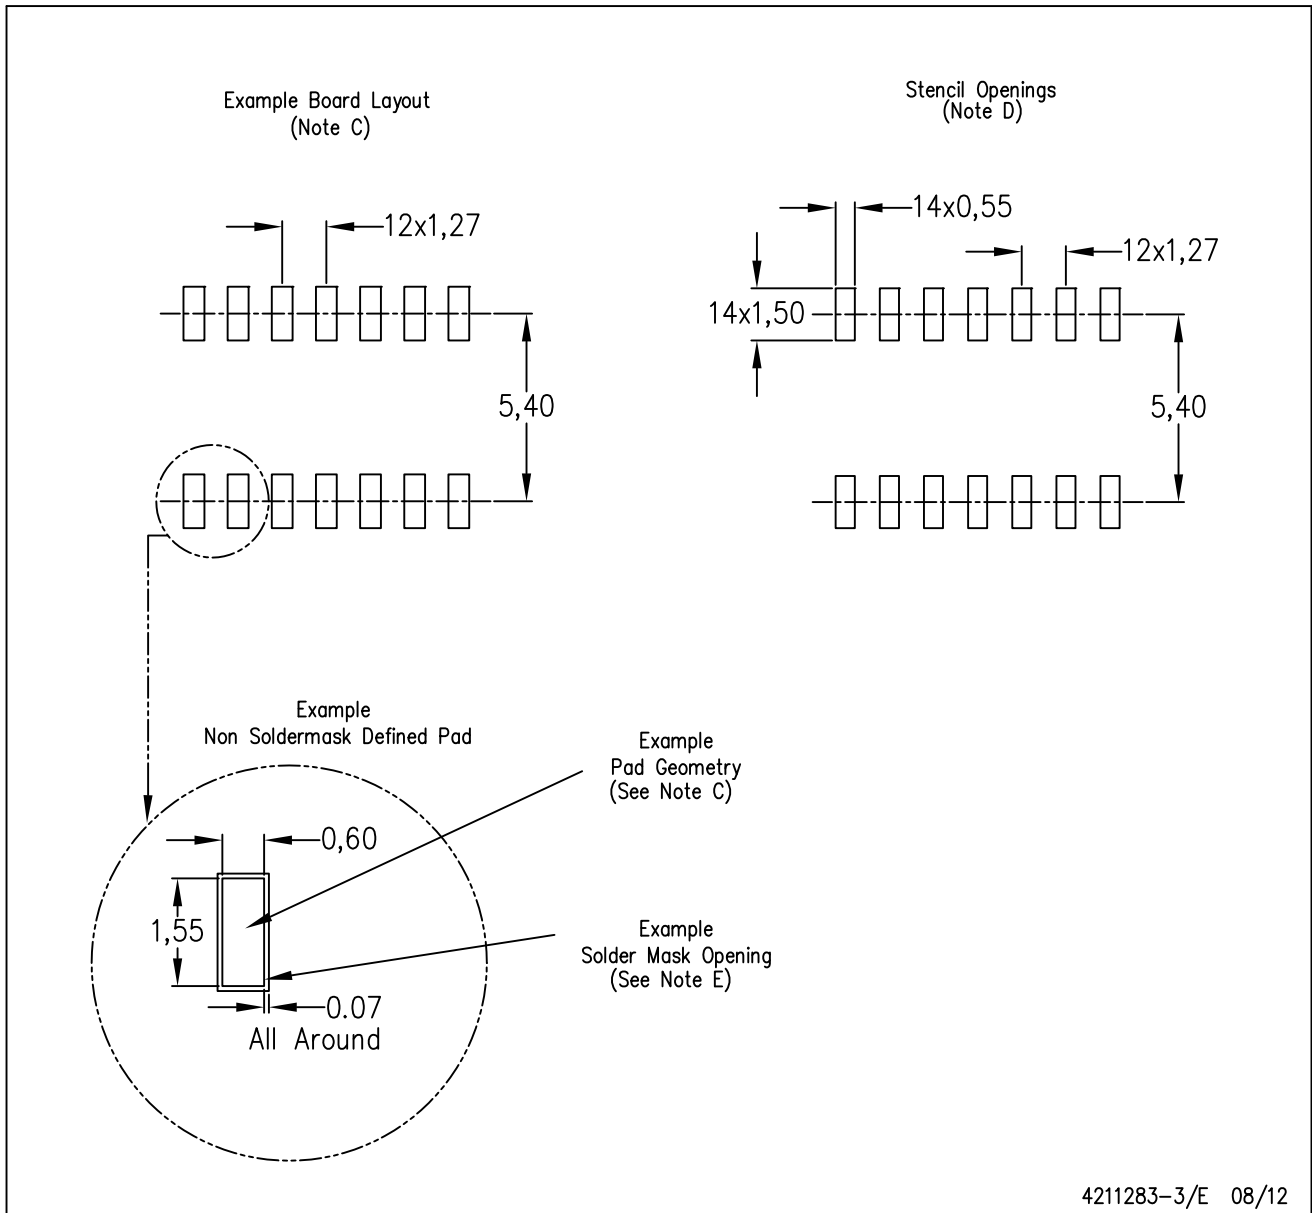 Example Board Layout
(Note C)
Stencil Openings
(Note D)
12x1,27
5,40
14x0,55
12x1,27
14x1,50
5,40
Example
Non Soldermask Defined Pad
Example
Pad Geometry
(See Note C)
0,60
1,55
Example
Solder Mask Opening
(See Note E)
0.07
All Around
4211283-3/E 08/12